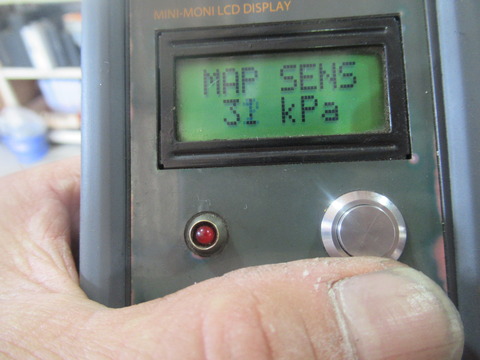 MINI-MONI LCD DISPLAY
MAP SENS
31 kPa